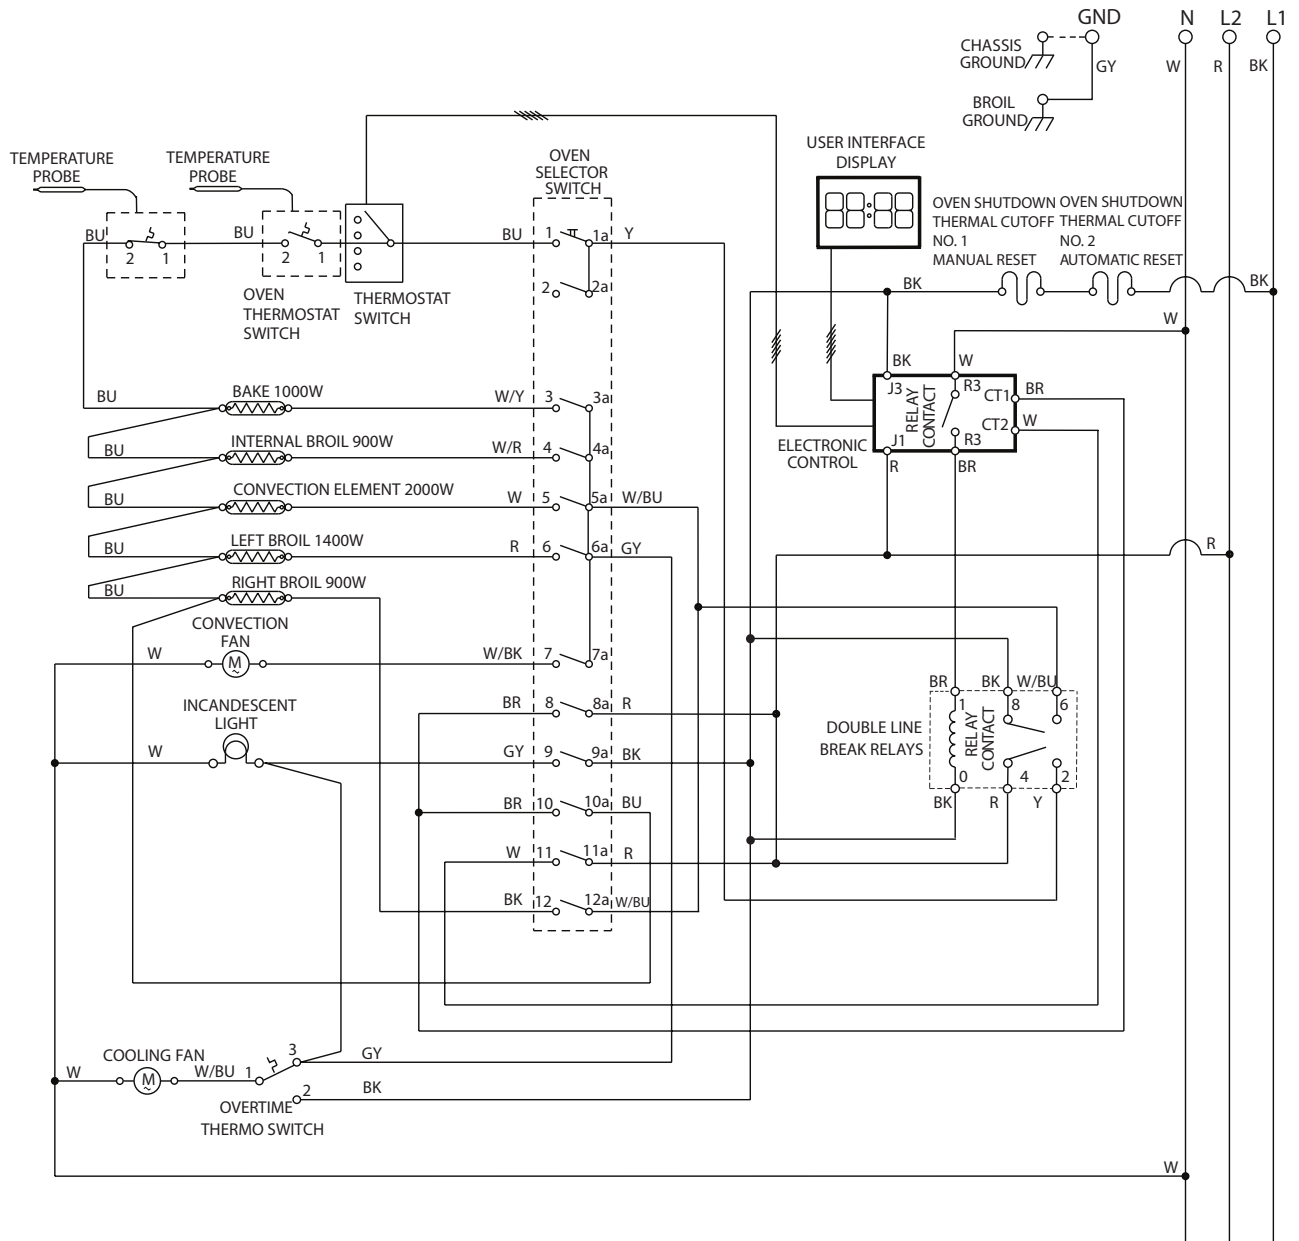 GND N L2 L1
CHASSIS
GROUND
GY W R BK
BROIL
GROUND
USER INTERFACE
DISPLAY
TEMPERATURE
PROBE
TEMPERATURE
PROBE
OVEN
SELECTOR
SWITCH
OVEN SHUTDOWN
THERMAL CUTOFF
NO. 1
MANUAL RESET
OVEN SHUTDOWN
THERMAL CUTOFF
NO. 2
AUTOMATIC RESET
BU BU BU 1 1a Y
2 1 2 1
OVEN
THERMOSTAT
SWITCH
THERMOSTAT
SWITCH
2 2a
BK BK
W
BK W
J3 R3 CT1 BR
RELAY
CONTACT
CT2 W
J1 R3
ELECTRONIC
CONTROL
R BR
BU BAKE 1000W W/Y 3 3a
BU INTERNAL BROIL 900W W/R 4 4a
BU CONVECTION ELEMENT 2000W W 5 5a W/BU
BU LEFT BROIL 1400W R 6 6a GY
R
BU RIGHT BROIL 900W
CONVECTION
FAN
W M
~ W/BK 7 7a
INCANDESCENT
LIGHT
BR 8 8a R
W GY 9 9a BK
BR 10 10a BU
W 11 11a R
BK 12 12a W/BU
BR BK W/BU
1 8 6
DOUBLE LINE
BREAK RELAYS
RELAY
CONTACT
0 4 2
BK R Y
COOLING FAN
W M
~ W/BU 1 3 GY
2 BK
OVERTIME
THERMO SWITCH
W